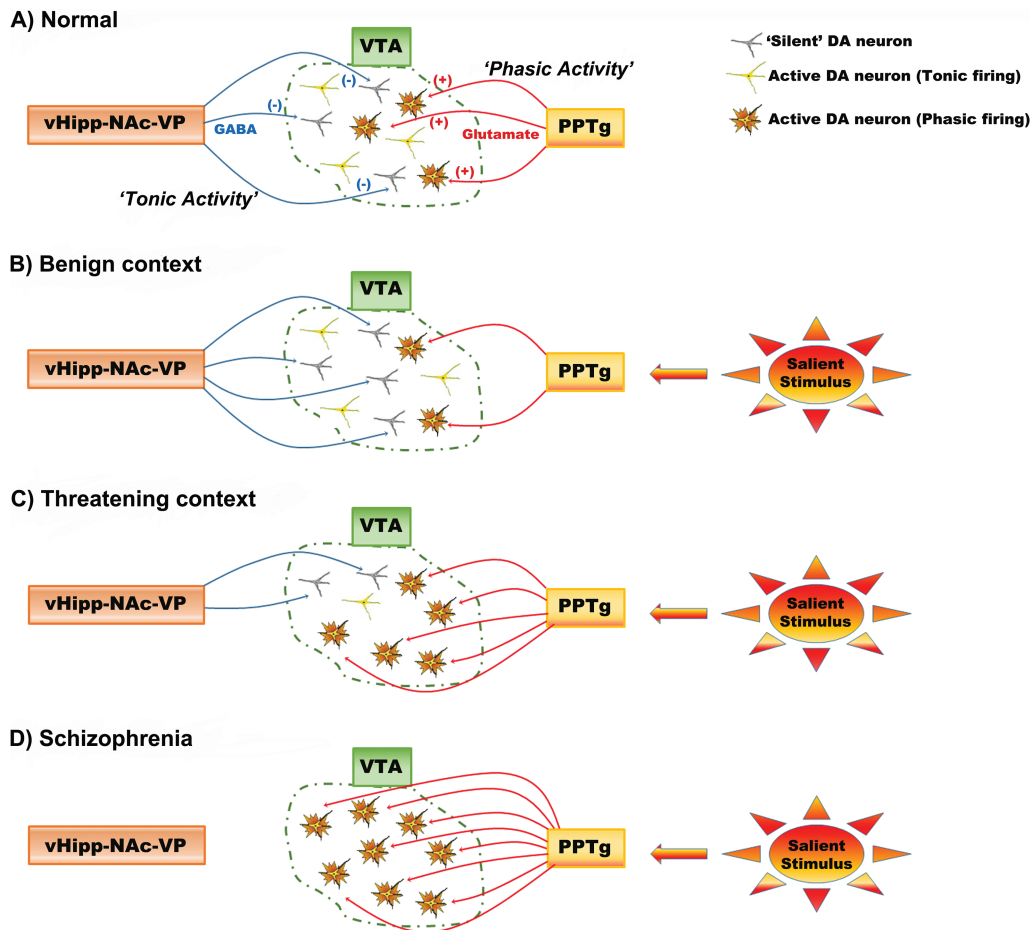 A) Normal
VTA
'Silent' DA neuron
Active DA neuron (Tonic firing)
Active DA neuron (Phasic firing)
'Phasic Activity'
(-)
(+)
(-)
vHipp-NAc-VP
GABA
(+)
Glutamate
PPTg
(-)
(+)
'Tonic Activity'
B) Benign context
VTA
vHipp-NAc-VP
PPTg
Salient
Stimulus
C) Threatening context
VTA
vHipp-NAc-VP
PPTg
Salient
Stimulus
D) Schizophrenia
VTA
vHipp-NAc-VP
PPTg
Salient
Stimulus